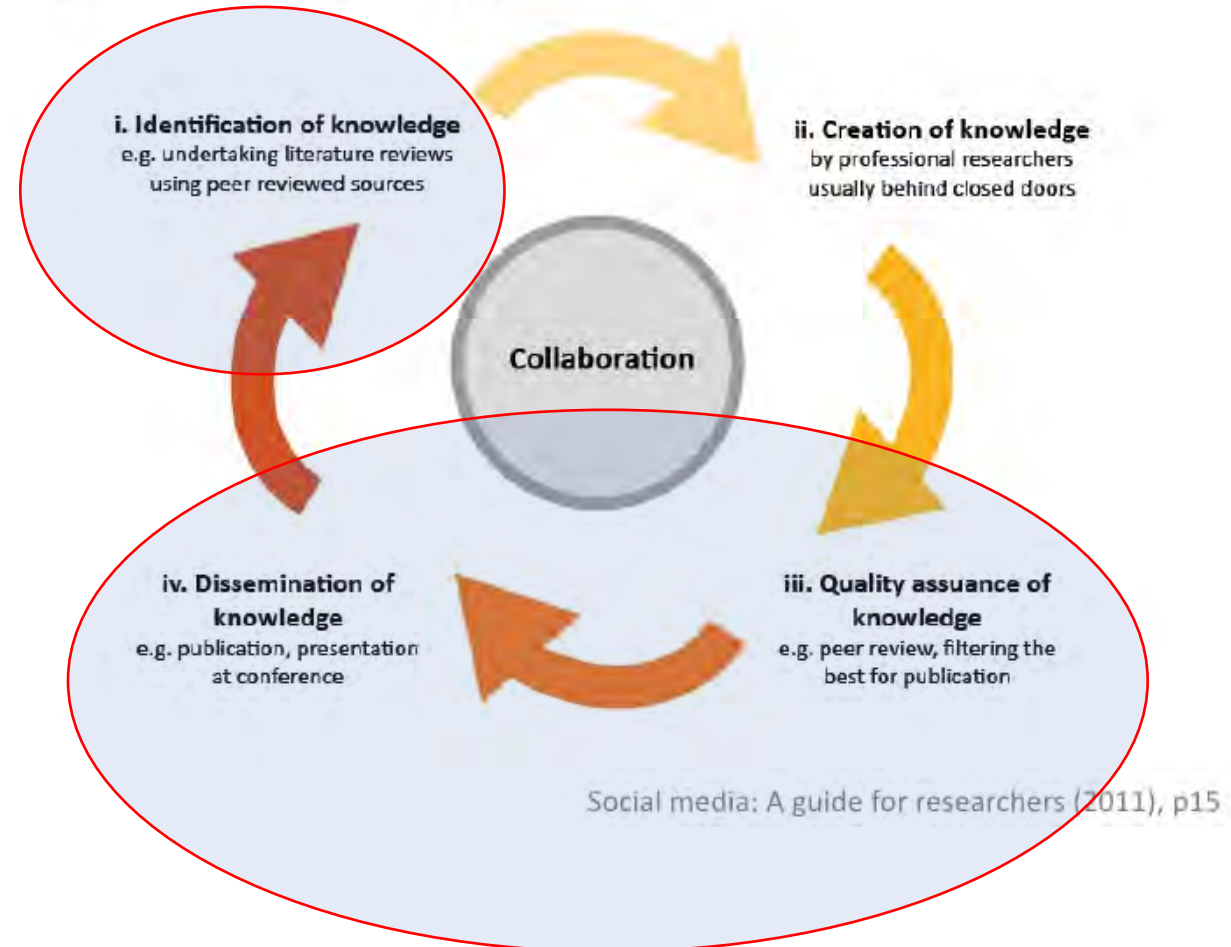 i. Identification of knowledge
e.g. undertaking literature reviews
using peer reviewed sources
ii. Creation of knowledge
by professional researchers
usually behind closed doors
Collaboration
iv. Dissemination of
knowledge
e.g. publication, presentation
at conference
iii. Quality assuance of
knowledge
e.g. peer review, filtering the
best for publication
Social media: A guide for researchers (2011), p15